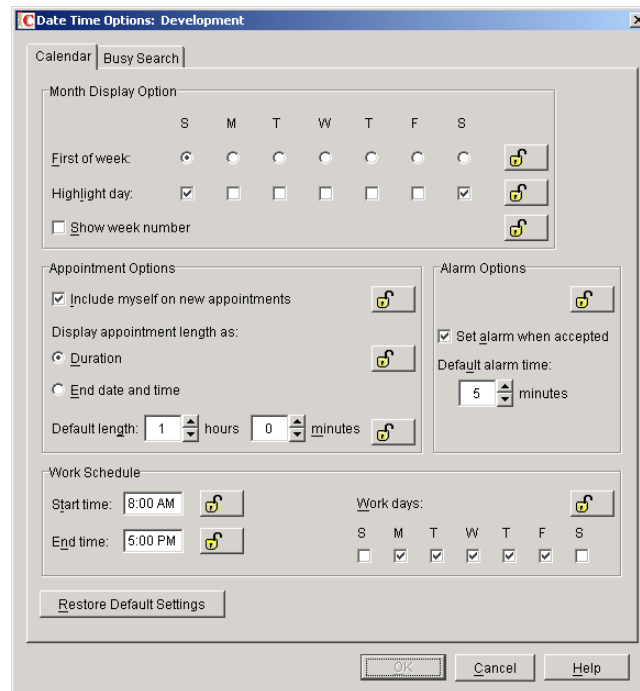 Date Time Options: Development
Calendar Busy Search
Month Display Option
S M T W T F S
First of week:
Highlight day:
Show week number
Appointment Options
Include myself on new appointments
Display appointment length as:
Duration
End date and time
Default length: 1 hours 0 minutes
Alarm Options
Set alarm when accepted
Default alarm time:
5 minutes
Work Schedule
Start time: 8:00 AM
End time: 5:00 PM
Work days:
S M T W T F S
Restore Default Settings
OK Cancel Help